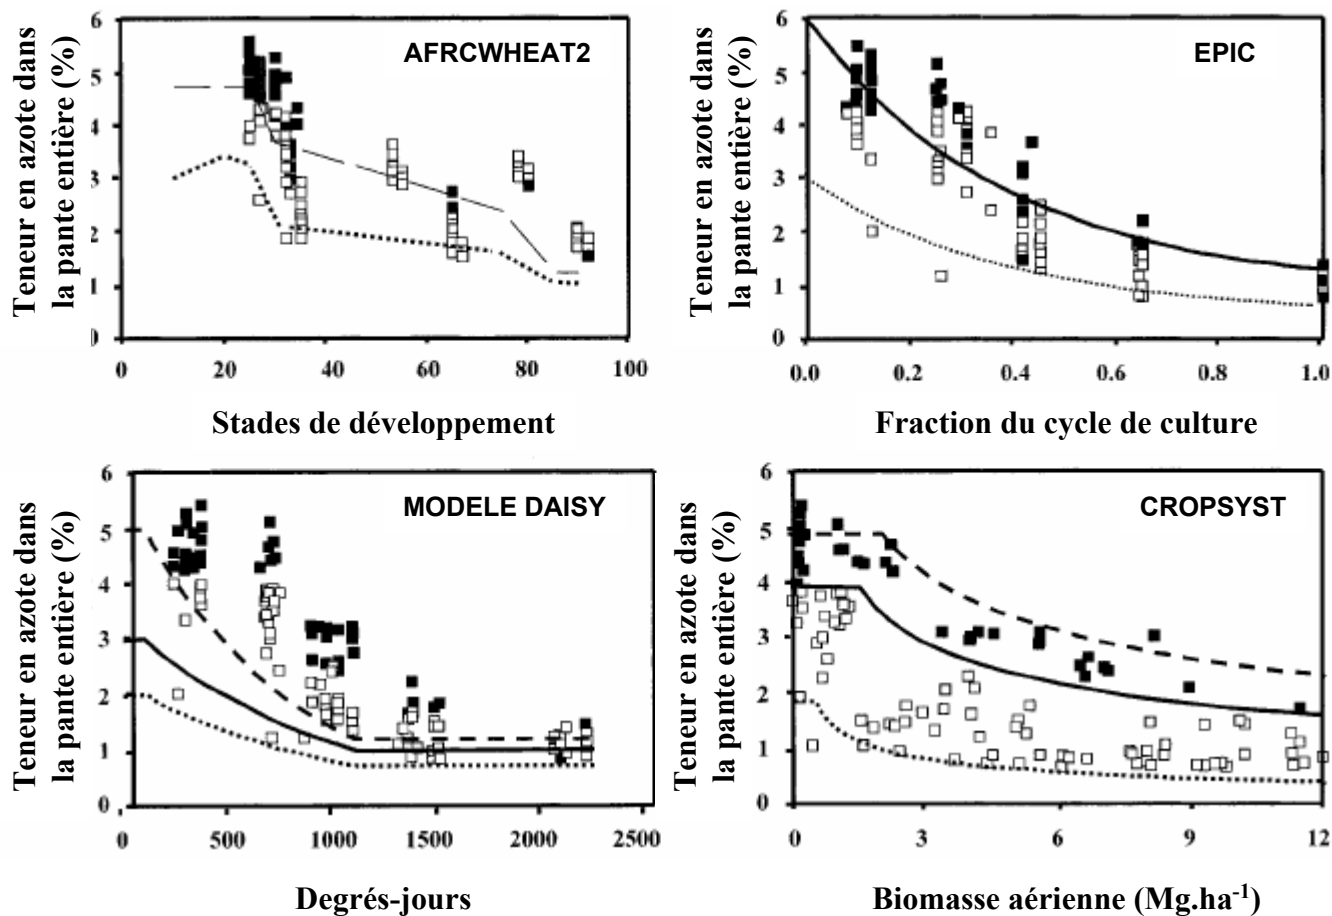 Teneur en azote dans
la pante entière (%)
6
5
4
3
2
1
0
AFRCWHEAT2
0 20 40 60 80 100
Stades de développement
Teneur en azote dans
la pante entière (%)
6
5
4
3
2
1
0
EPIC
0.0 0.2 0.4 0.6 0.8 1.0
Fraction du cycle de culture
Teneur en azote dans
la pante entière (%)
6
5
4
3
2
1
0
MODELE DAISY
0 500 1000 1500 2000 2500
Degrés-jours
Teneur en azote dans
la pante entière (%)
6
5
4
3
2
1
0
CROPSYST
0 3 6 9 12
Biomasse aérienne (Mg.ha⁻¹)